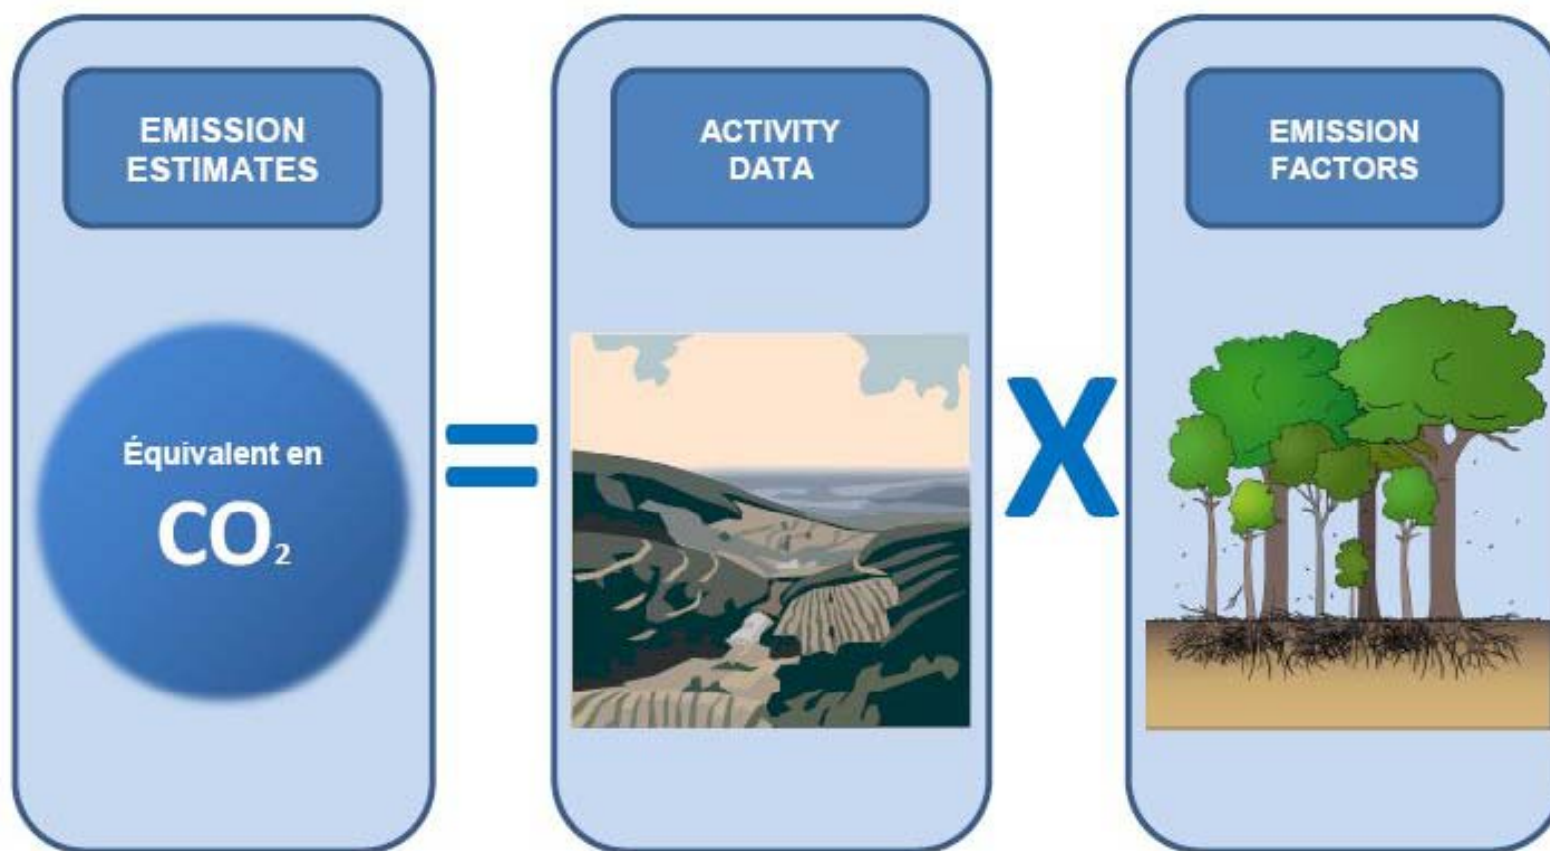 EMISSION
ESTIMATES
Équivalent en
CO₂
=
ACTIVITY
DATA
X
EMISSION
FACTORS